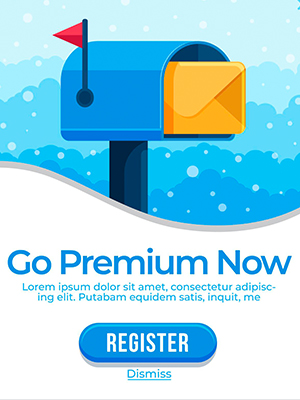 Go Premium Now
Lorem ipsum dolor sit amet, consectetur adipisc-
ing elit. Putabam equidem satis, inquit, me
REGISTER
Dismiss